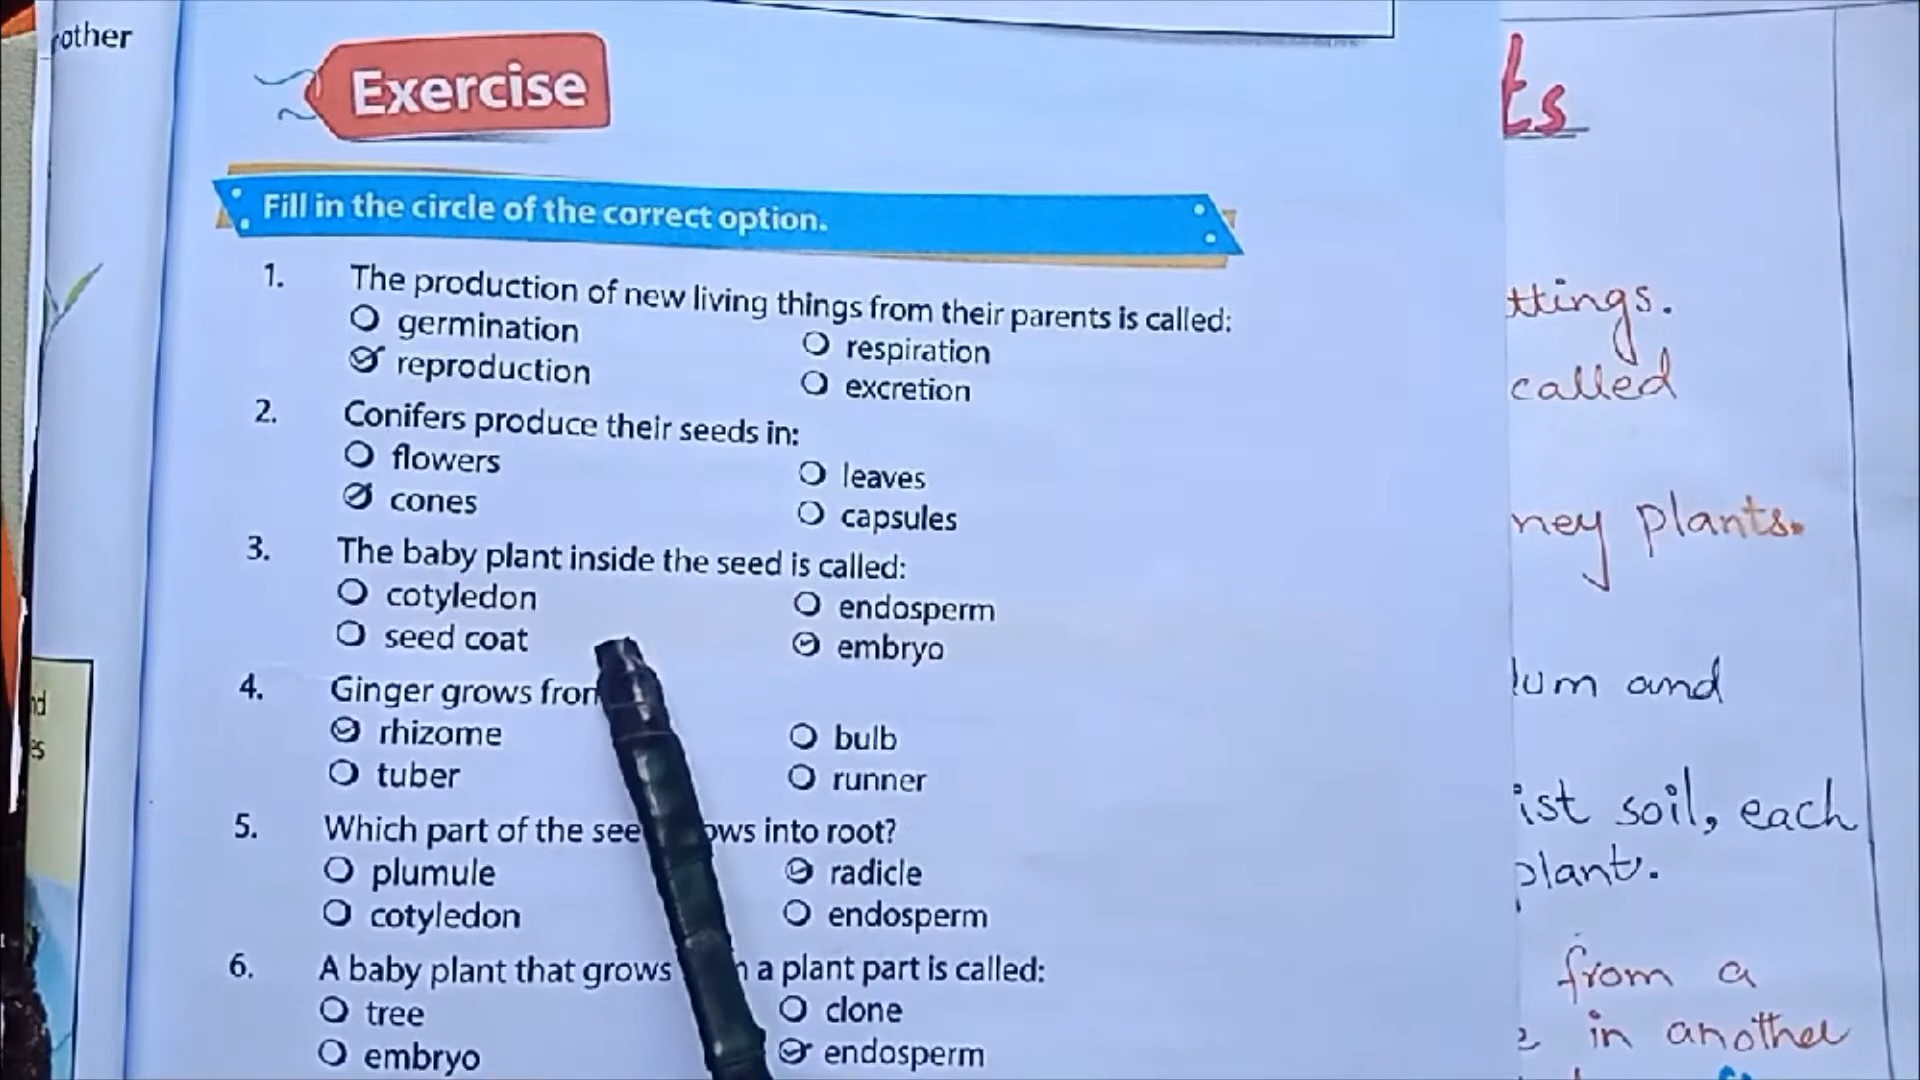 other
Exercise
Fill in the circle of the correct option.
1. The production of new living things from their parents is called:
germination
respiration
reproduction
excretion
2. Conifers produce their seeds in:
flowers
leaves
cones
capsules
3. The baby plant inside the seed is called:
cotyledon
endosperm
seed coat
embryo
4. Ginger grows
rhizome
bulb
tuber
runner
5. Which part of the into root?
plumule
radicle
cotyledon
endosperm
6. A baby plant that grows a plant part is called:
tree
clone
embryo
endosperm
ts
ttings.
called
ney plants.
um and
ist soil, each
plant.
from a
in another